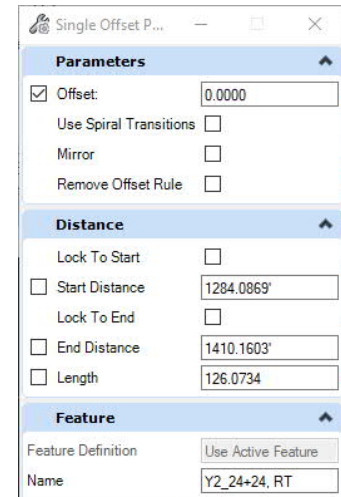 Single Offset P...
Parameters
Offset: 0.0000
Use Spiral Transitions
Mirror
Remove Offset Rule
Distance
Lock To Start
Start Distance 1284.0869'
Lock To End
End Distance 1410.1603'
Length 126.0734
Feature
Feature Definition Use Active Feature
Name Y2_24+24, RT